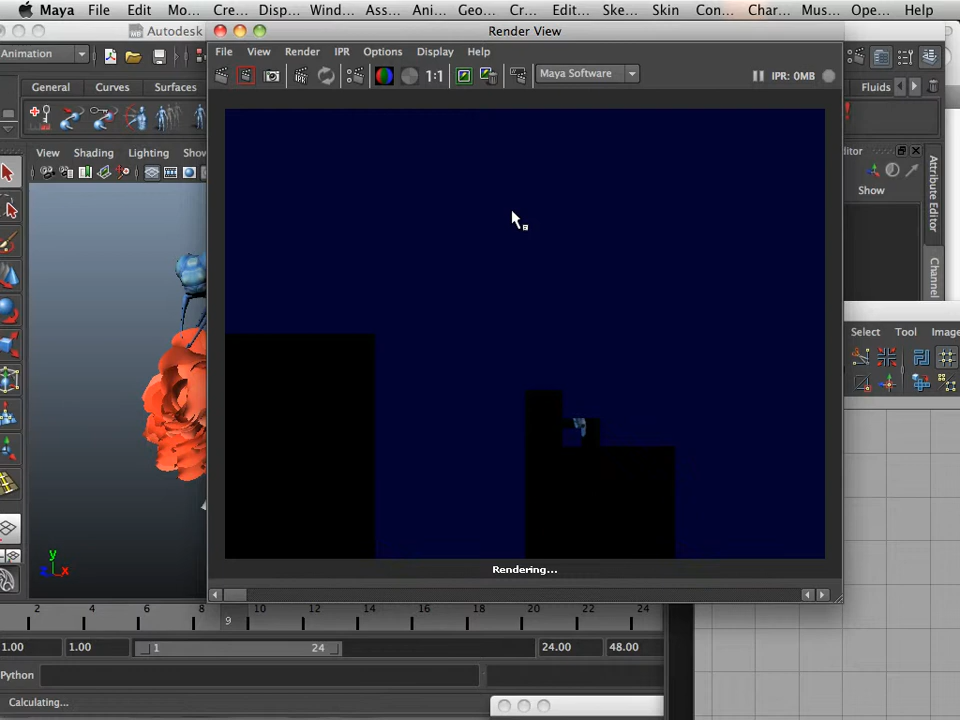 Maya File Edit Mo... Cre... Disp... Wind... Ass... Ani... Geo... Cr... Edit... Ske... Skin Con... Char... Mus... Ope... Help
Autodesk
Render View
Animation
File View Render IPR Options Display Help
General Curves Surfaces
1:1 Maya Software IPR: 0MB
Fluids
View Shading Lighting Sho
itor
Show
Attribute Editor
Channel
Select Tool Image
y
z x
Rendering...
2 4 6 8 10 12 14 16 18 20 22 24
9
1.00 1.00 1 24 24.00 48.00
Python
Calculating...